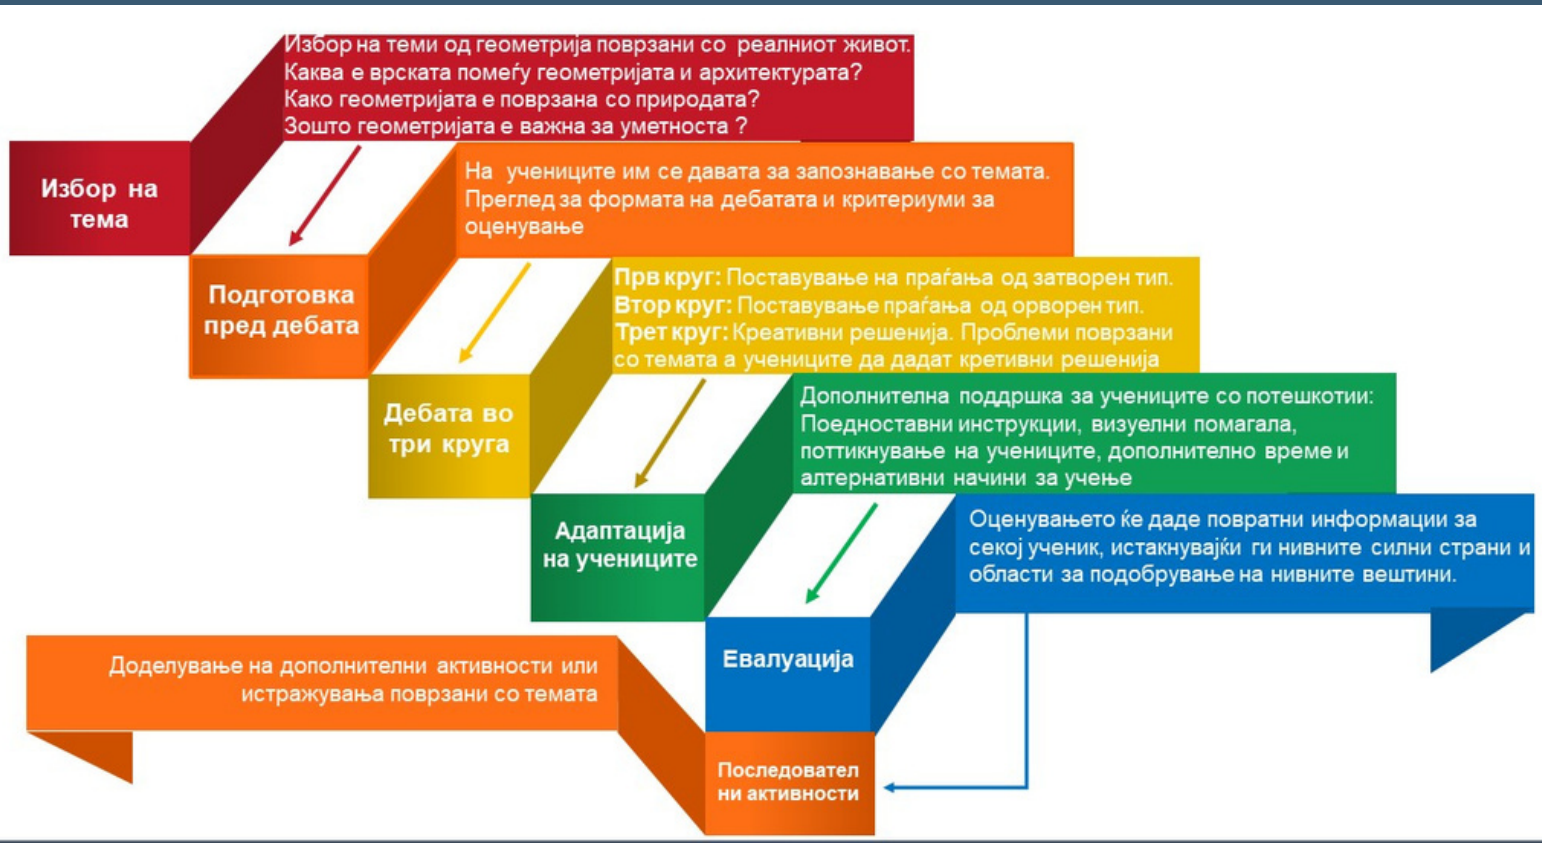 Избор на теми од геометрија поврзани со реалниот живот.
Каква е врската помеѓу геометријата и архитектурата?
Како геометријата е поврзана со природата?
Зошто геометријата е важна за уметноста ?
Избор на
тема
На учениците им се давата за запознавање со темата.
Преглед за формата на дебатата и критериуми за
оценување
Подготовка
пред дебата
Прв круг: Поставување на праѓања од затворен тип.
Втор круг: Поставување праѓања од орворен тип.
Трет круг: Креативни решенија. Проблеми поврзани
со темата а учениците да дадат кретивни решенија
Дебата во
три круга
Дополнителна поддршка за учениците со потешкотии:
Поедноставни инструкции, визуелни помагала,
поттикнување на учениците, дополнително време и
алтернативни начини за учење
Адаптација
на учениците
Оценувањето ќе даде повратни информации за
секој ученик, истакнувајќи ги нивните силни страни и
области за подобрување на нивните вештини.
Евалуација
Доделување на дополнителни активности или
истражувања поврзани со темата
Последовател
ни активности